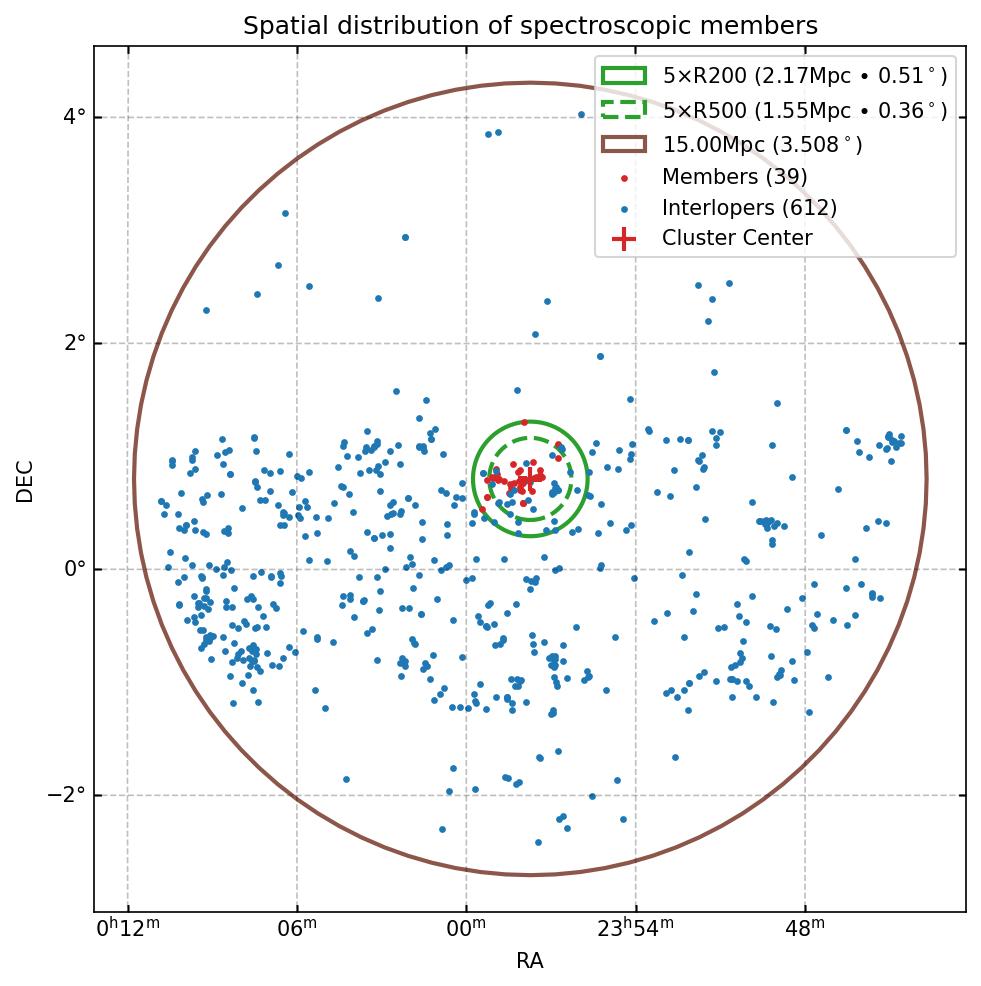 Spatial distribution of spectroscopic members
5×R200 (2.17Mpc • 0.51°)
5×R500 (1.55Mpc • 0.36°)
15.00Mpc (3.508°)
Members (39)
Interlopers (612)
Cluster Center
4°
2°
0°
−2°
DEC
0ʰ12ᵐ 06ᵐ 00ᵐ 23ʰ54ᵐ 48ᵐ
RA